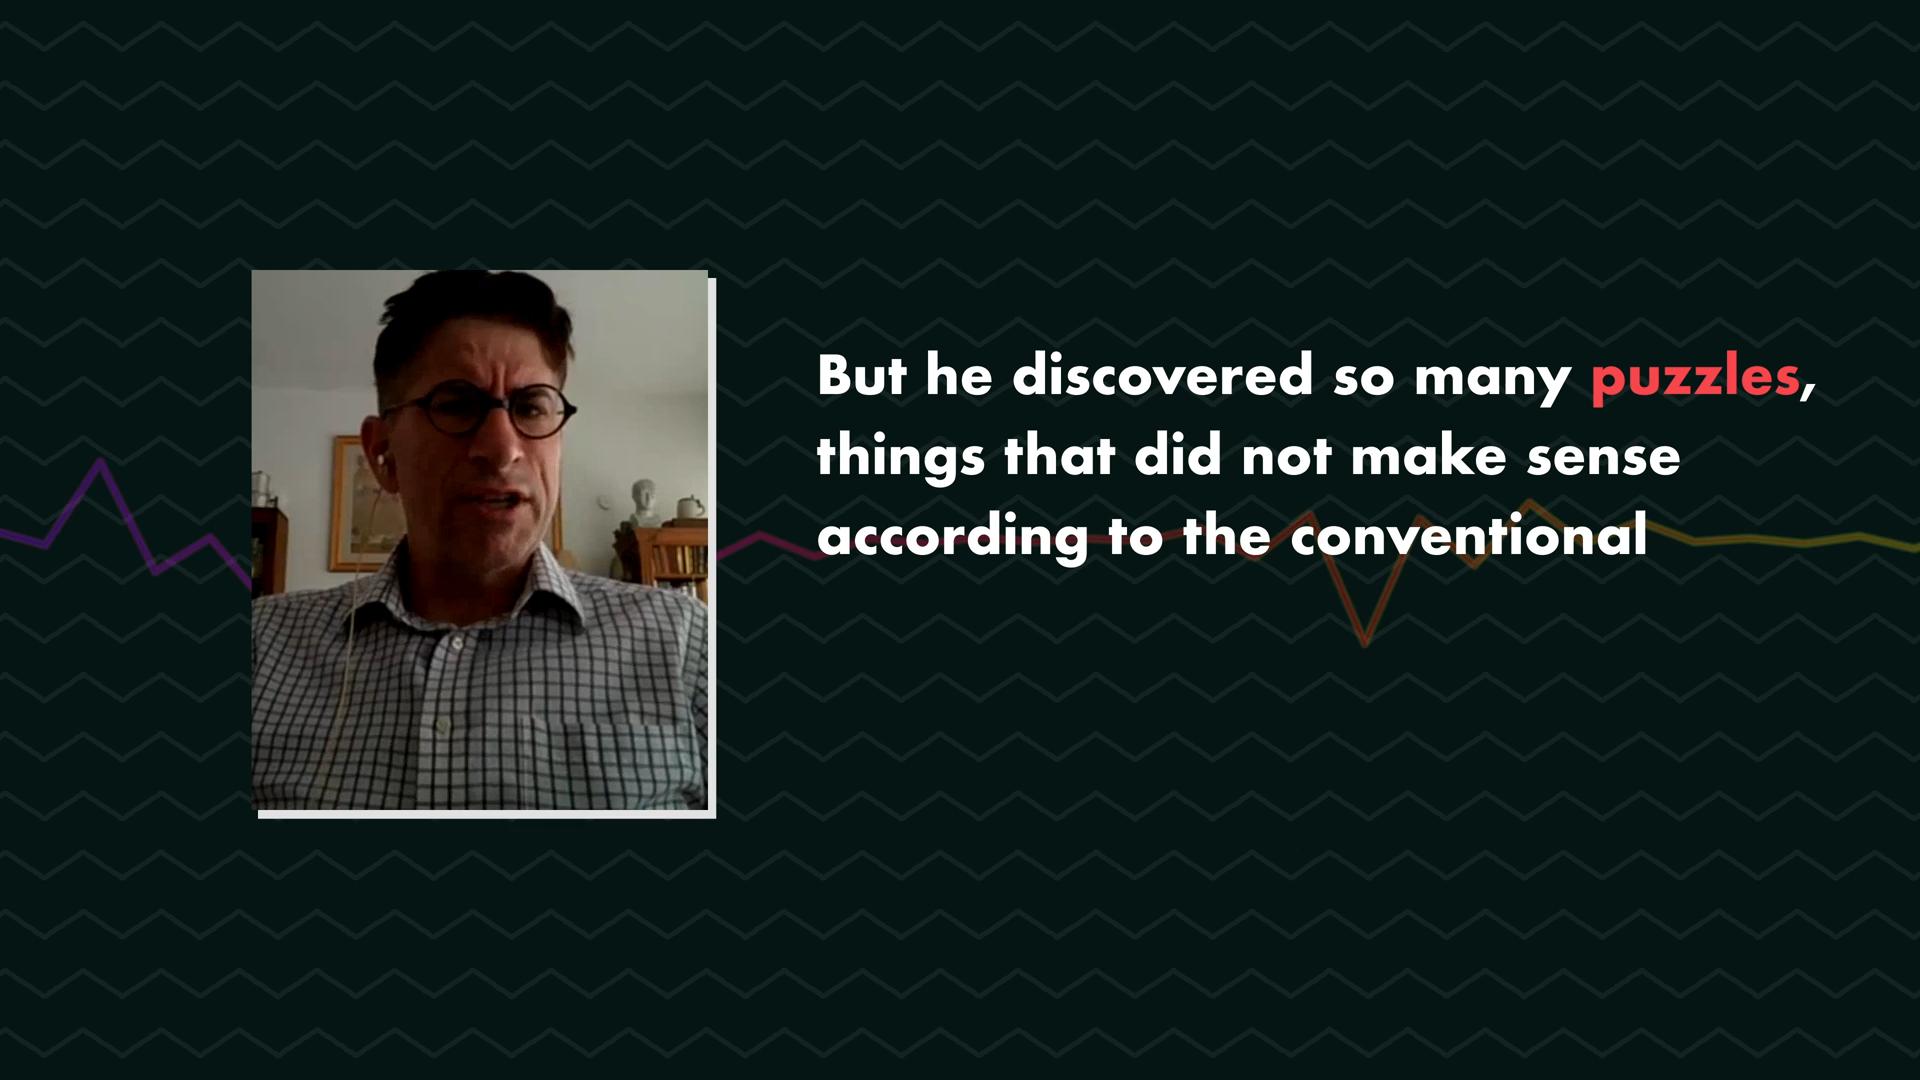 But he discovered so many puzzles,
things that did not make sense
according to the conventional